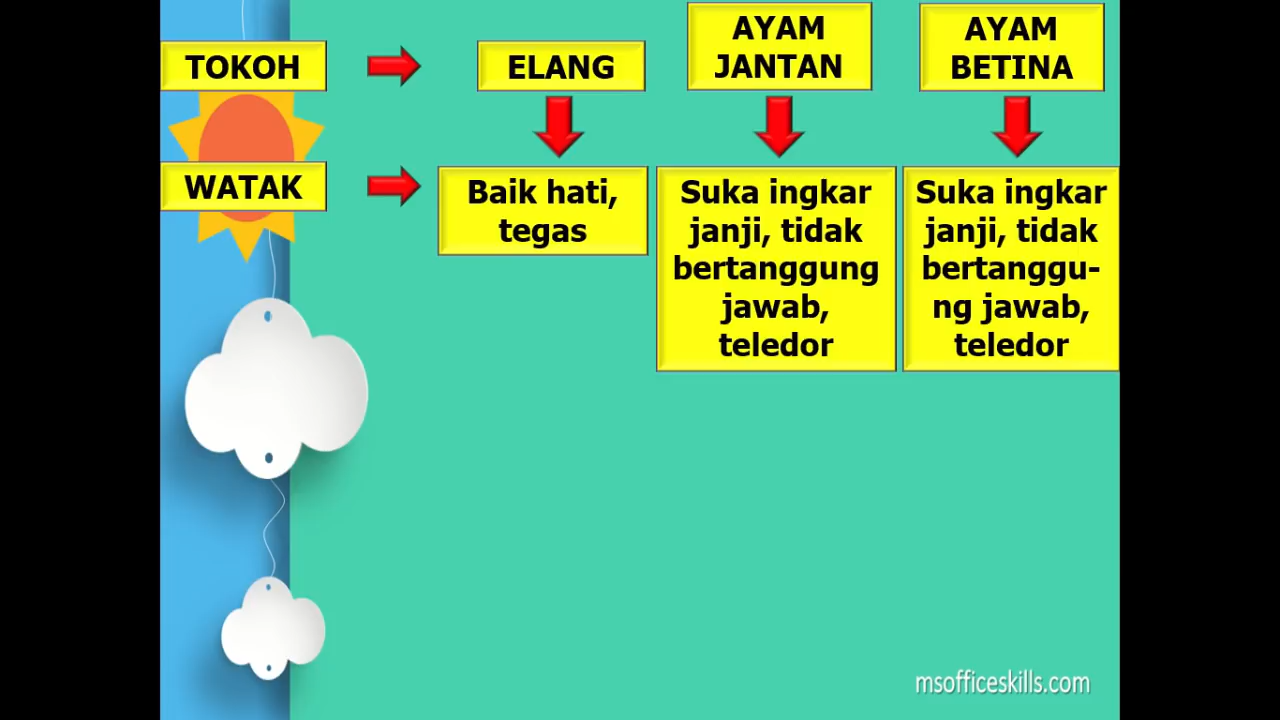 TOKOH
ELANG
AYAM
JANTAN
AYAM
BETINA
WATAK
Baik hati,
tegas
Suka ingkar
janji, tidak
bertanggung
jawab,
teledor
Suka ingkar
janji, tidak
bertanggu-
ng jawab,
teledor
msofficeskills.com